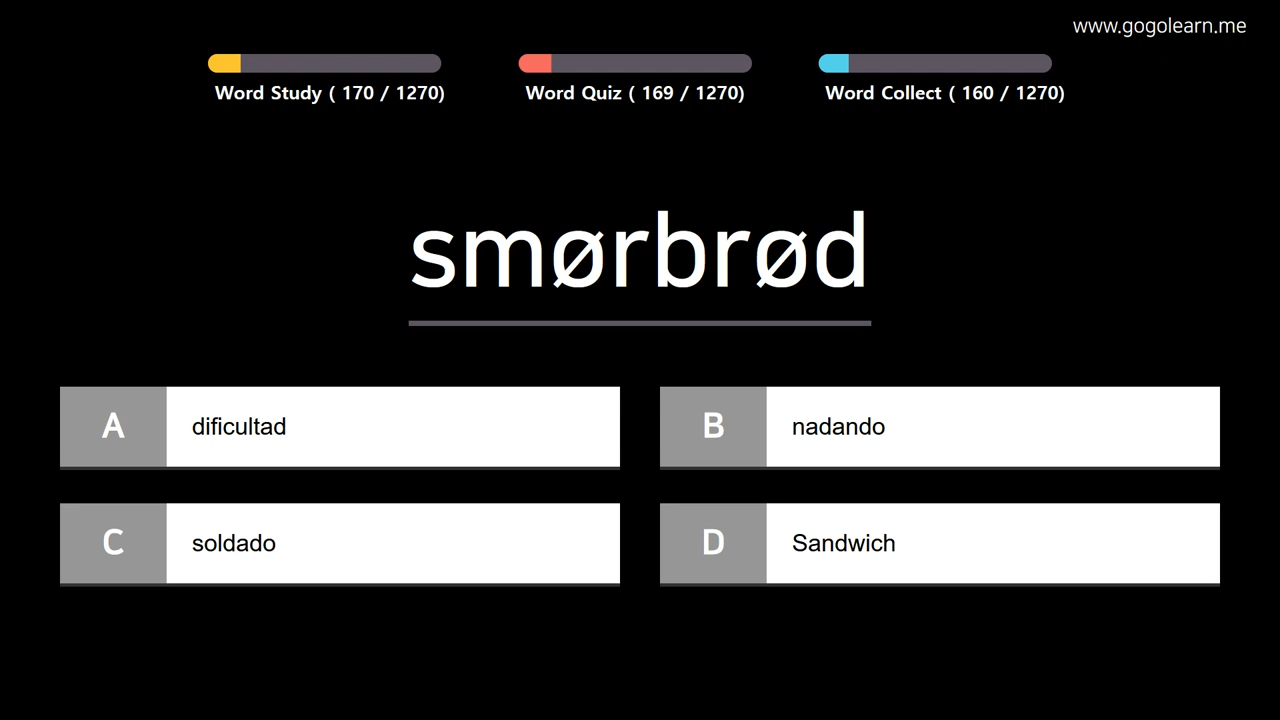 www.gogolearn.me
Word Study ( 170 / 1270)
Word Quiz ( 169 / 1270)
Word Collect ( 160 / 1270)
smørbrød
A dificultad
B nadando
C soldado
D Sandwich